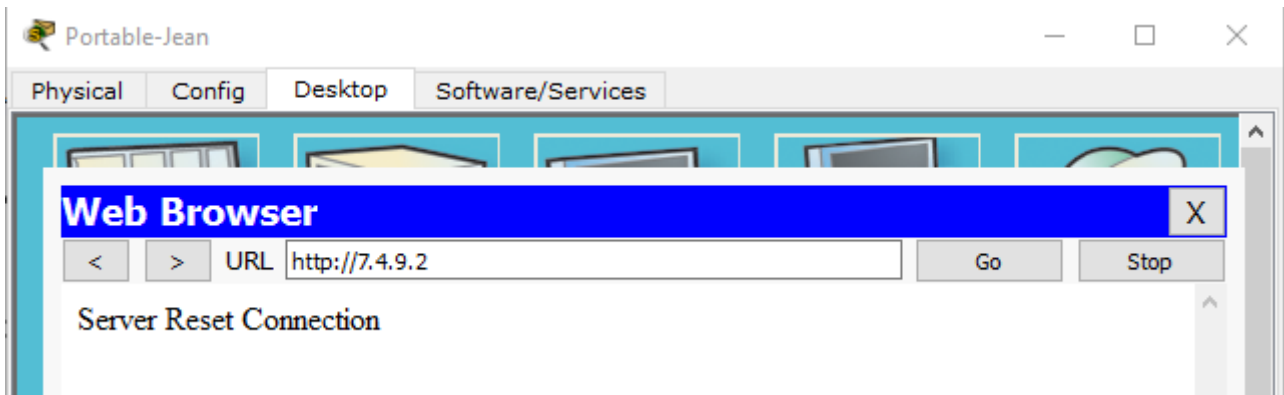 Portable-Jean
Physical Config Desktop Software/Services
Web Browser X
< > URL http://7.4.9.2 Go Stop
Server Reset Connection